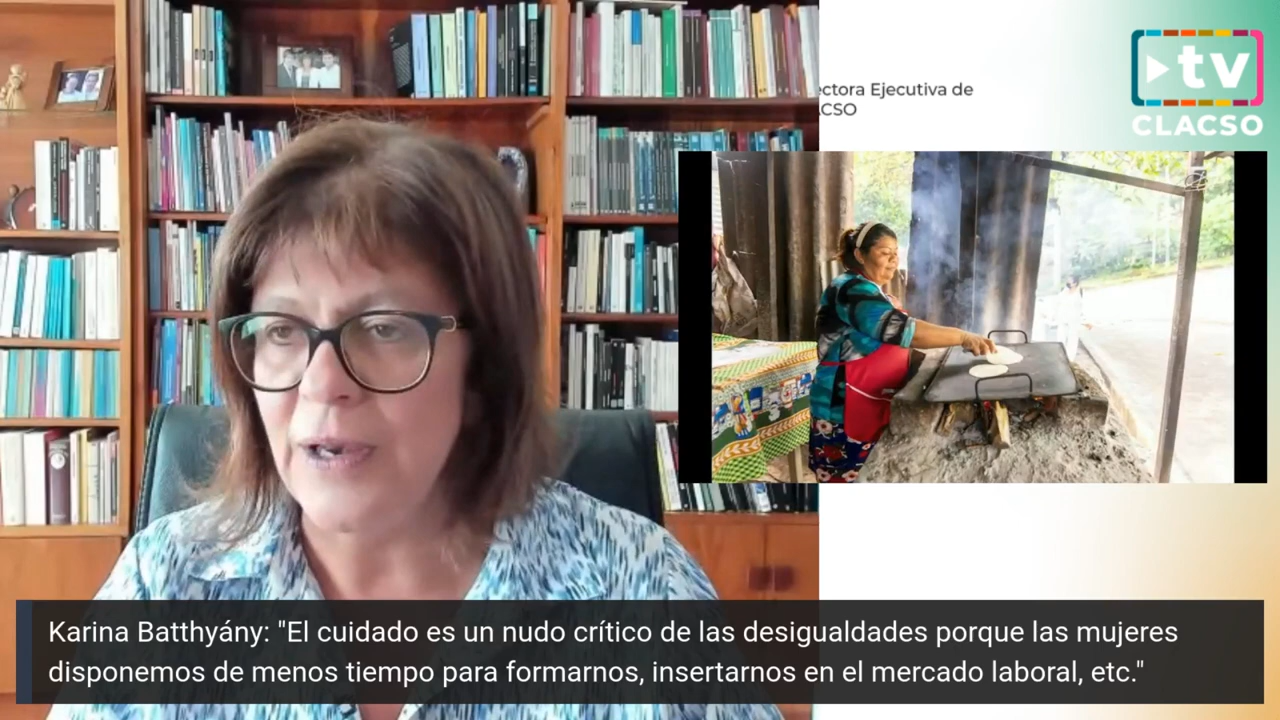 ectora Ejecutiva de
ACSO
tv
CLACSO
Karina Batthyány: "El cuidado es un nudo crítico de las desigualdades porque las mujeres
disponemos de menos tiempo para formarnos, insertarnos en el mercado laboral, etc."